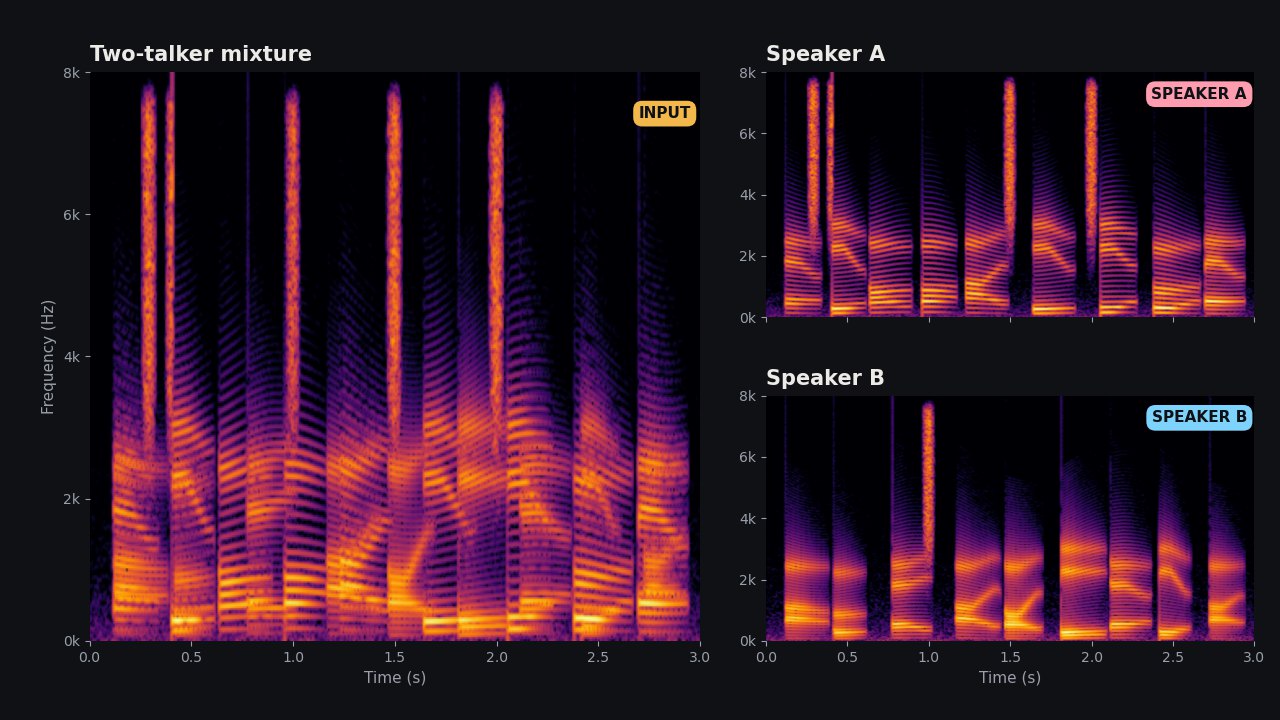 Two-talker mixture
INPUT
8k
6k
4k
2k
0k
Frequency (Hz)
0.0 0.5 1.0 1.5 2.0 2.5 3.0
Time (s)
Speaker A
SPEAKER A
8k
6k
4k
2k
0k
Speaker B
SPEAKER B
8k
6k
4k
2k
0k
0.0 0.5 1.0 1.5 2.0 2.5 3.0
Time (s)